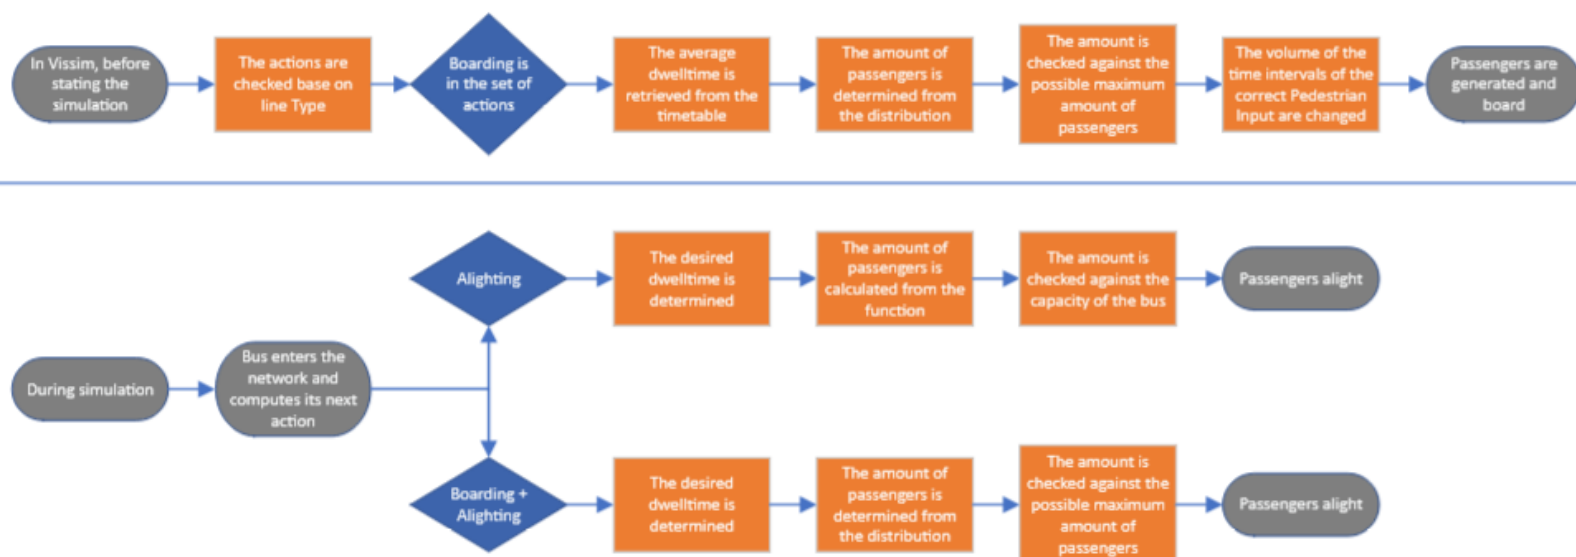 In Vissim, before
stating the
simulation
The actions are
checked base on
line Type
Boarding is
in the set of
actions
The average
dwelltime is
retrieved from the
timetable
The amount of
passengers is
determined from
the distribution
The amount is
checked against the
possible maximum
amount of
passengers
The volume of the
time intervals of the
correct Pedestrian
Input are changed
Passengers are
generated and
board
Alighting
The desired
dwelltime is
determined
The amount of
passengers is
calculated from the
function
The amount is
checked against the
capacity of the bus
Passengers alight
During simulation
Bus enters the
network and
computes its next
action
Boarding +
Alighting
The desired
dwelltime is
determined
The amount of
passengers is
determined from
the distribution
The amount is
checked against the
possible maximum
amount of
passengers
Passengers alight